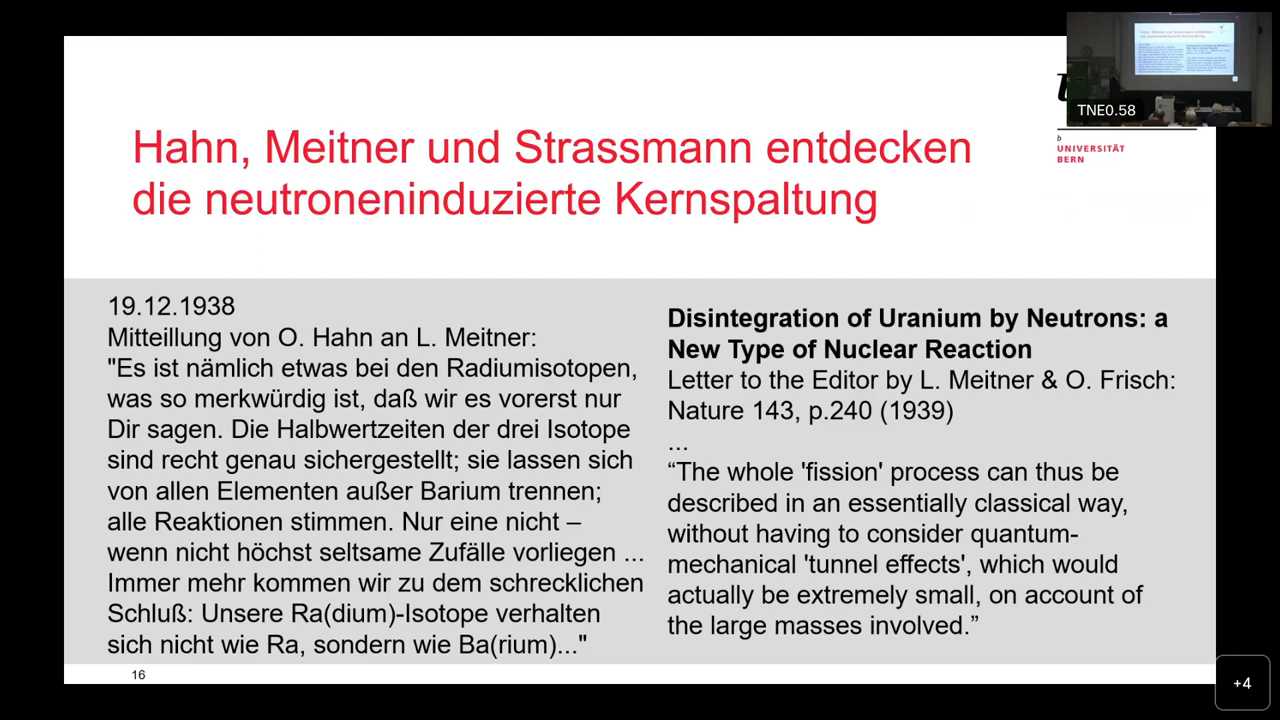 Hahn, Meitner und Strassmann entdecken
die neutroneninduzierte Kernspaltung
TNE0.58
b
UNIVERSITÄT
BERN
19.12.1938
Mitteillung von O. Hahn an L. Meitner:
"Es ist nämlich etwas bei den Radiumisotopen,
was so merkwürdig ist, daß wir es vorerst nur
Dir sagen. Die Halbwertzeiten der drei Isotope
sind recht genau sichergestellt; sie lassen sich
von allen Elementen außer Barium trennen;
alle Reaktionen stimmen. Nur eine nicht –
wenn nicht höchst seltsame Zufälle vorliegen ...
Immer mehr kommen wir zu dem schrecklichen
Schluß: Unsere Ra(dium)-Isotope verhalten
sich nicht wie Ra, sondern wie Ba(rium)..."
Disintegration of Uranium by Neutrons: a
New Type of Nuclear Reaction
Letter to the Editor by L. Meitner & O. Frisch:
Nature 143, p.240 (1939)
...
“The whole 'fission' process can thus be
described in an essentially classical way,
without having to consider quantum-
mechanical 'tunnel effects', which would
actually be extremely small, on account of
the large masses involved.”
16
+4